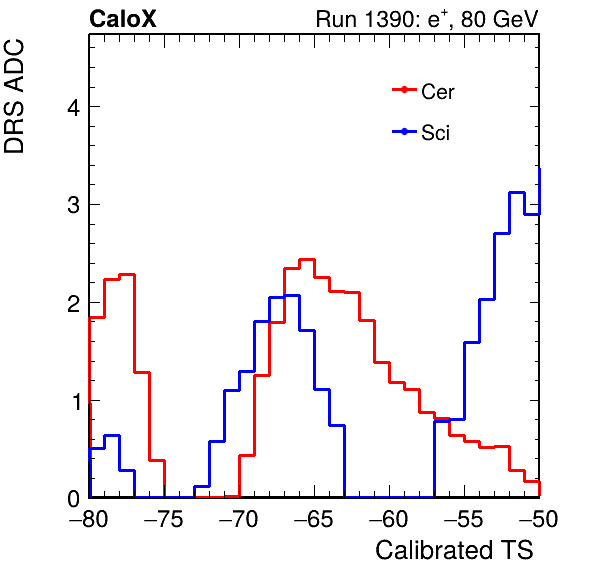 CaloX Run 1390: e⁺, 80 GeV
DRS ADC
Cer
Sci
4
3
2
1
0
−80 −75 −70 −65 −60 −55 −50
Calibrated TS